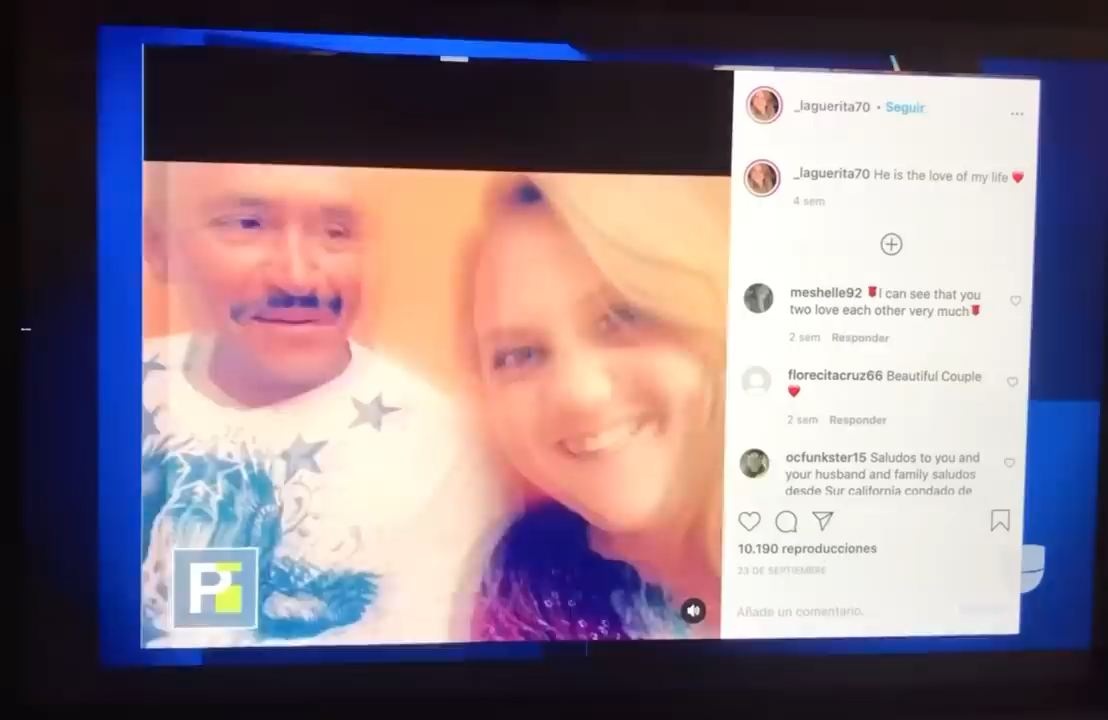 _laguerita70 • Seguir
_laguerita70 He is the love of my life ❤️
4 sem
meshelle92 🌹I can see that you
two love each other very much🌹
2 sem Responder
florecitacruz66 Beautiful Couple
❤️
2 sem Responder
ocfunkster15 Saludos to you and
your husband and family saludos
desde Sur california condado de
10.190 reproducciones
23 DE SEPTIEMBRE
Añade un comentario...
P